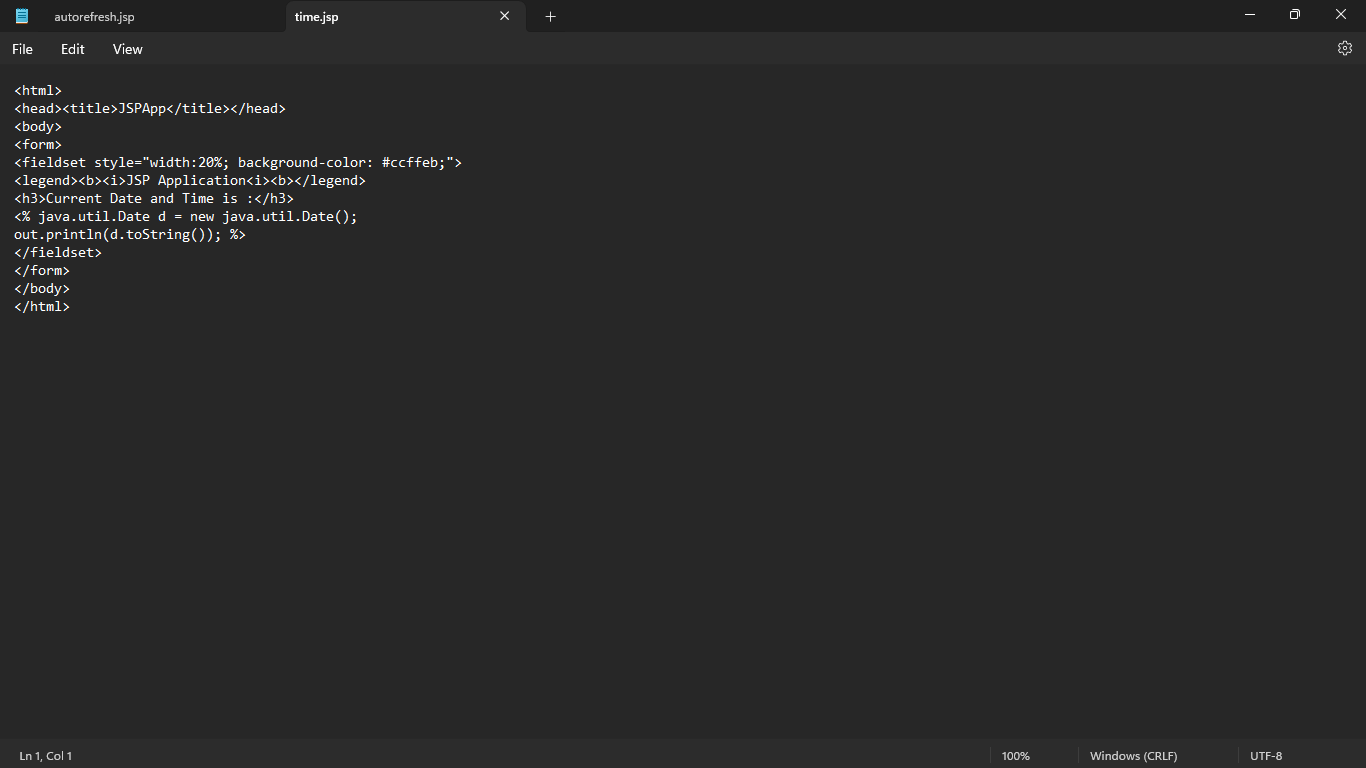 autorefresh.jsp
time.jsp
File Edit View
<html>
<head><title>JSPApp</title></head>
<body>
<form>
<fieldset style="width:20%; background-color: #ccffeb;">
<legend><b><i>JSP Application<i><b></legend>
<h3>Current Date and Time is :</h3>
<% java.util.Date d = new java.util.Date();
out.println(d.toString()); %>
</fieldset>
</form>
</body>
</html>
Ln 1, Col 1 100% Windows (CRLF) UTF-8